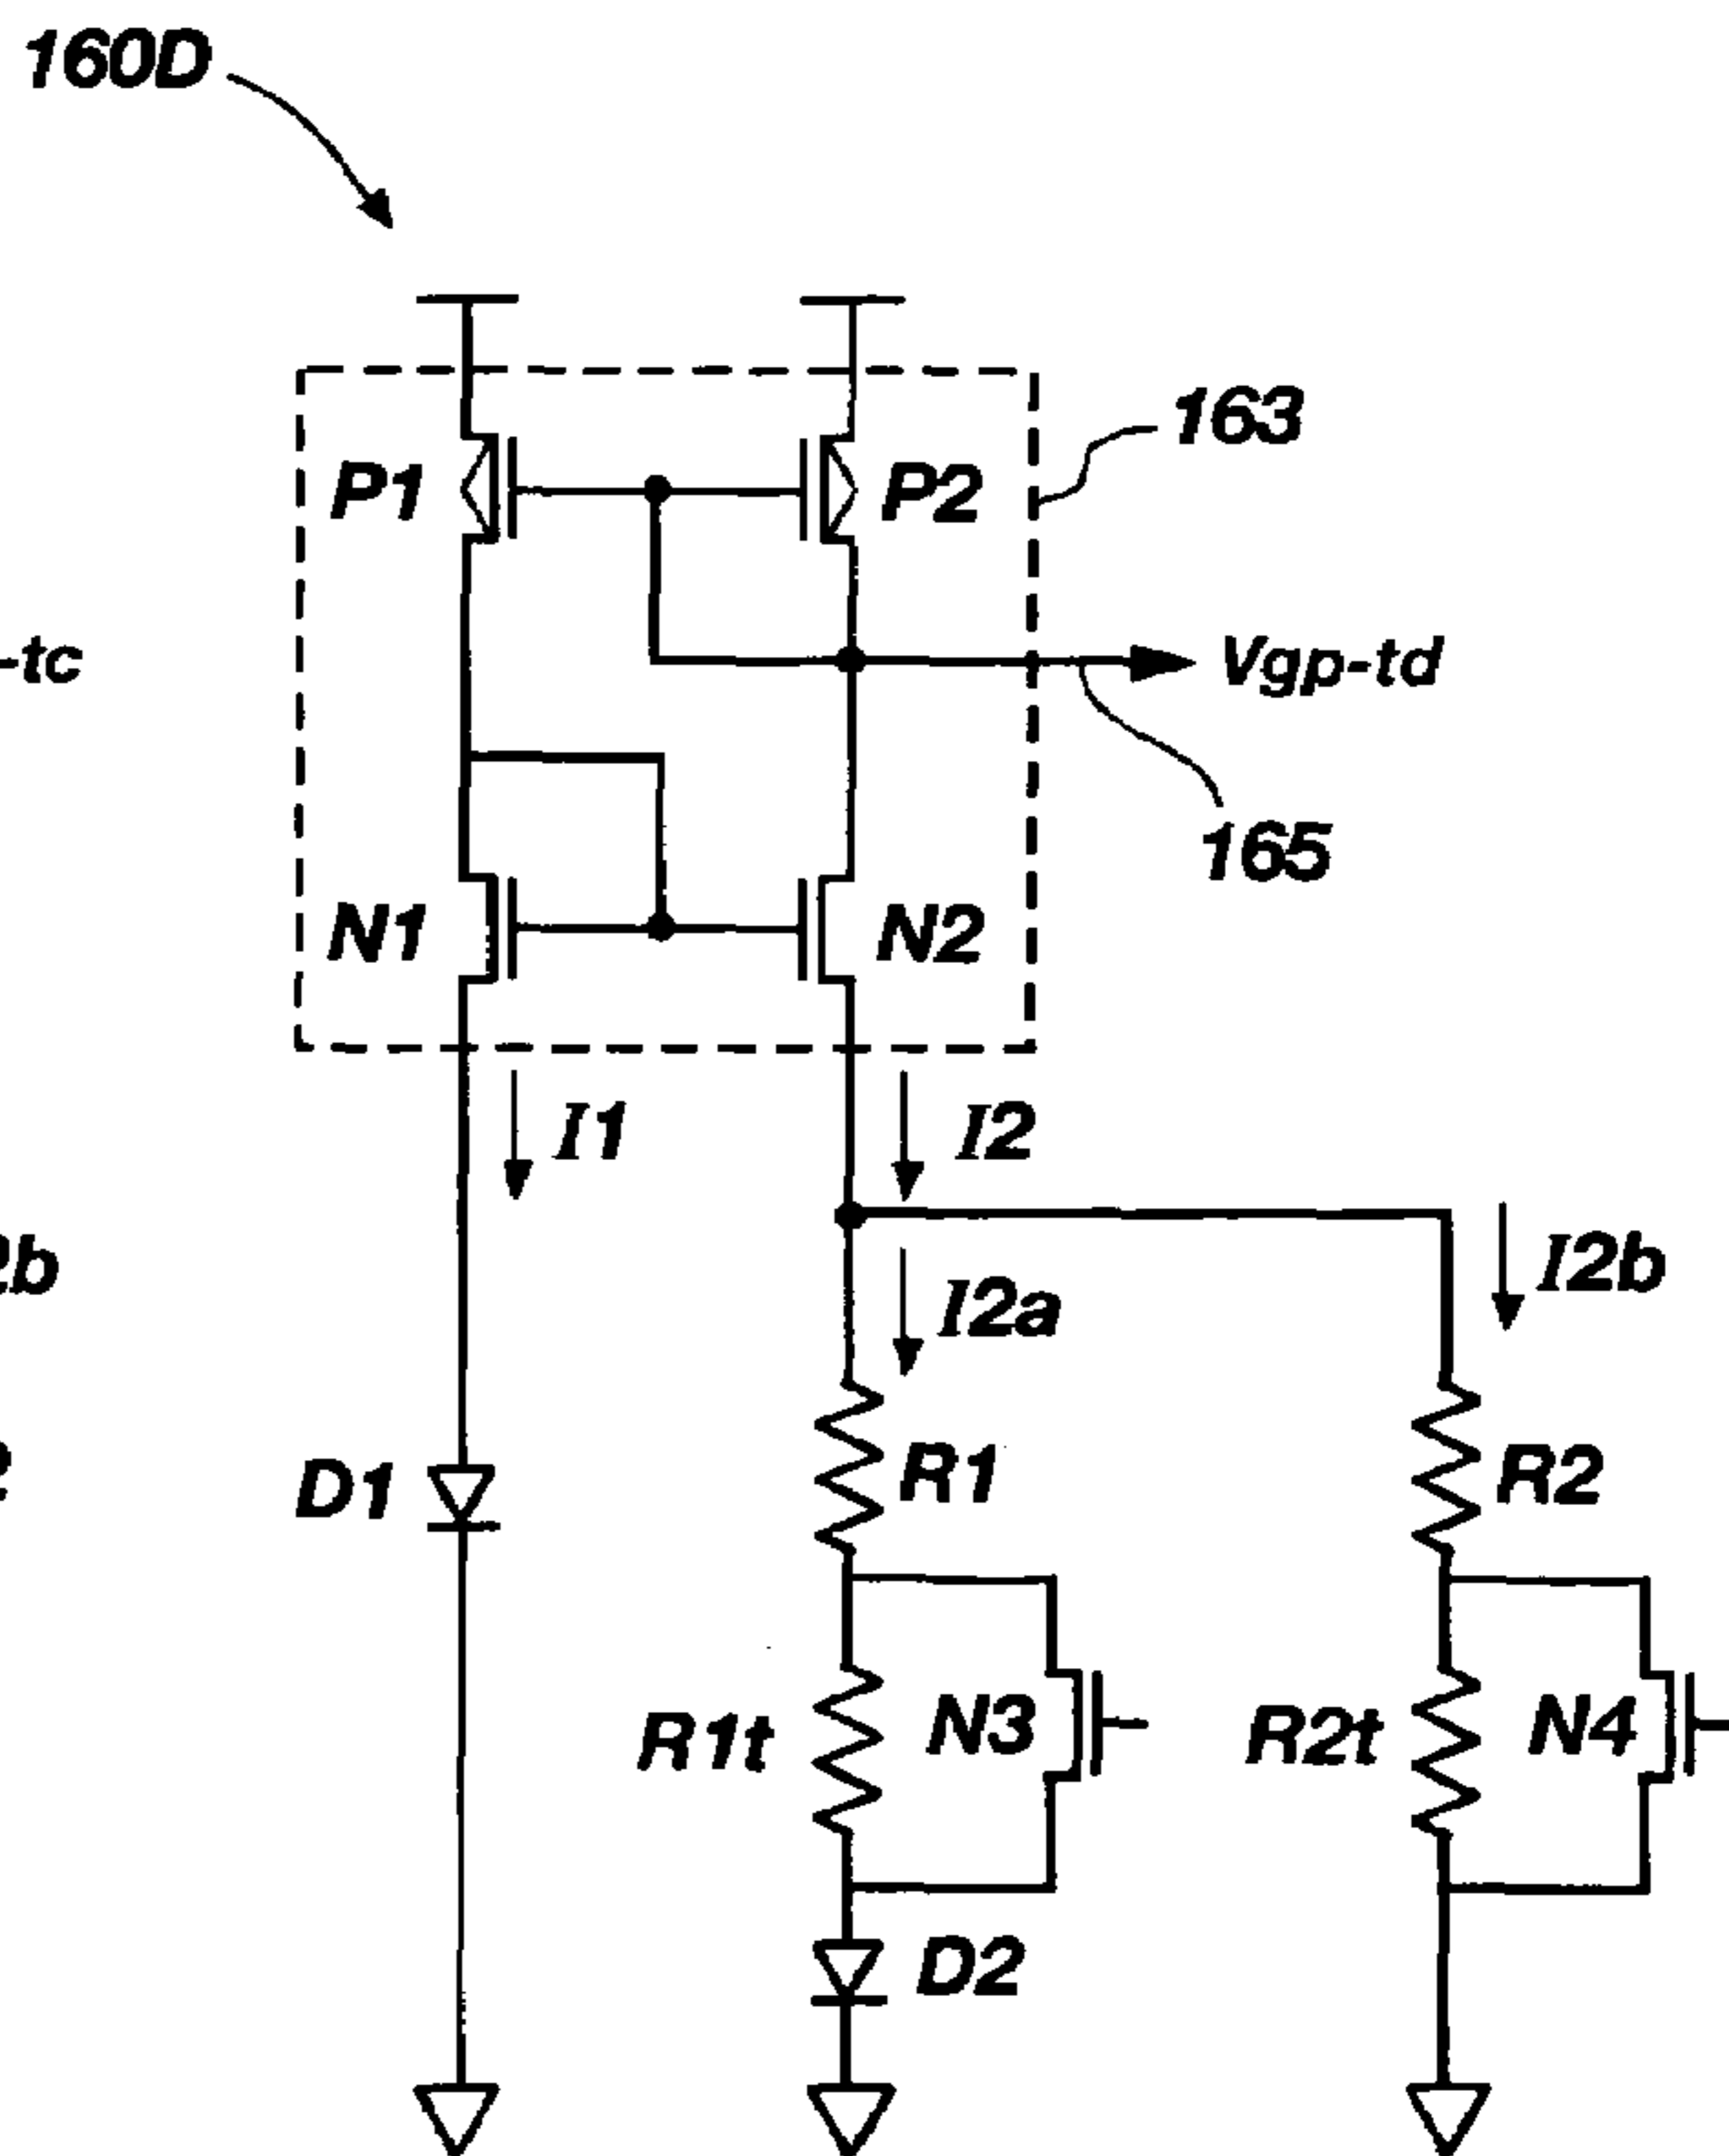 160D
163
P1
P2
-tc
Vgp-td
165
N1
N2
I1
I2
2b
I2b
I2a
D1
R1
R2
R1t
N3
R2t
N4
D2